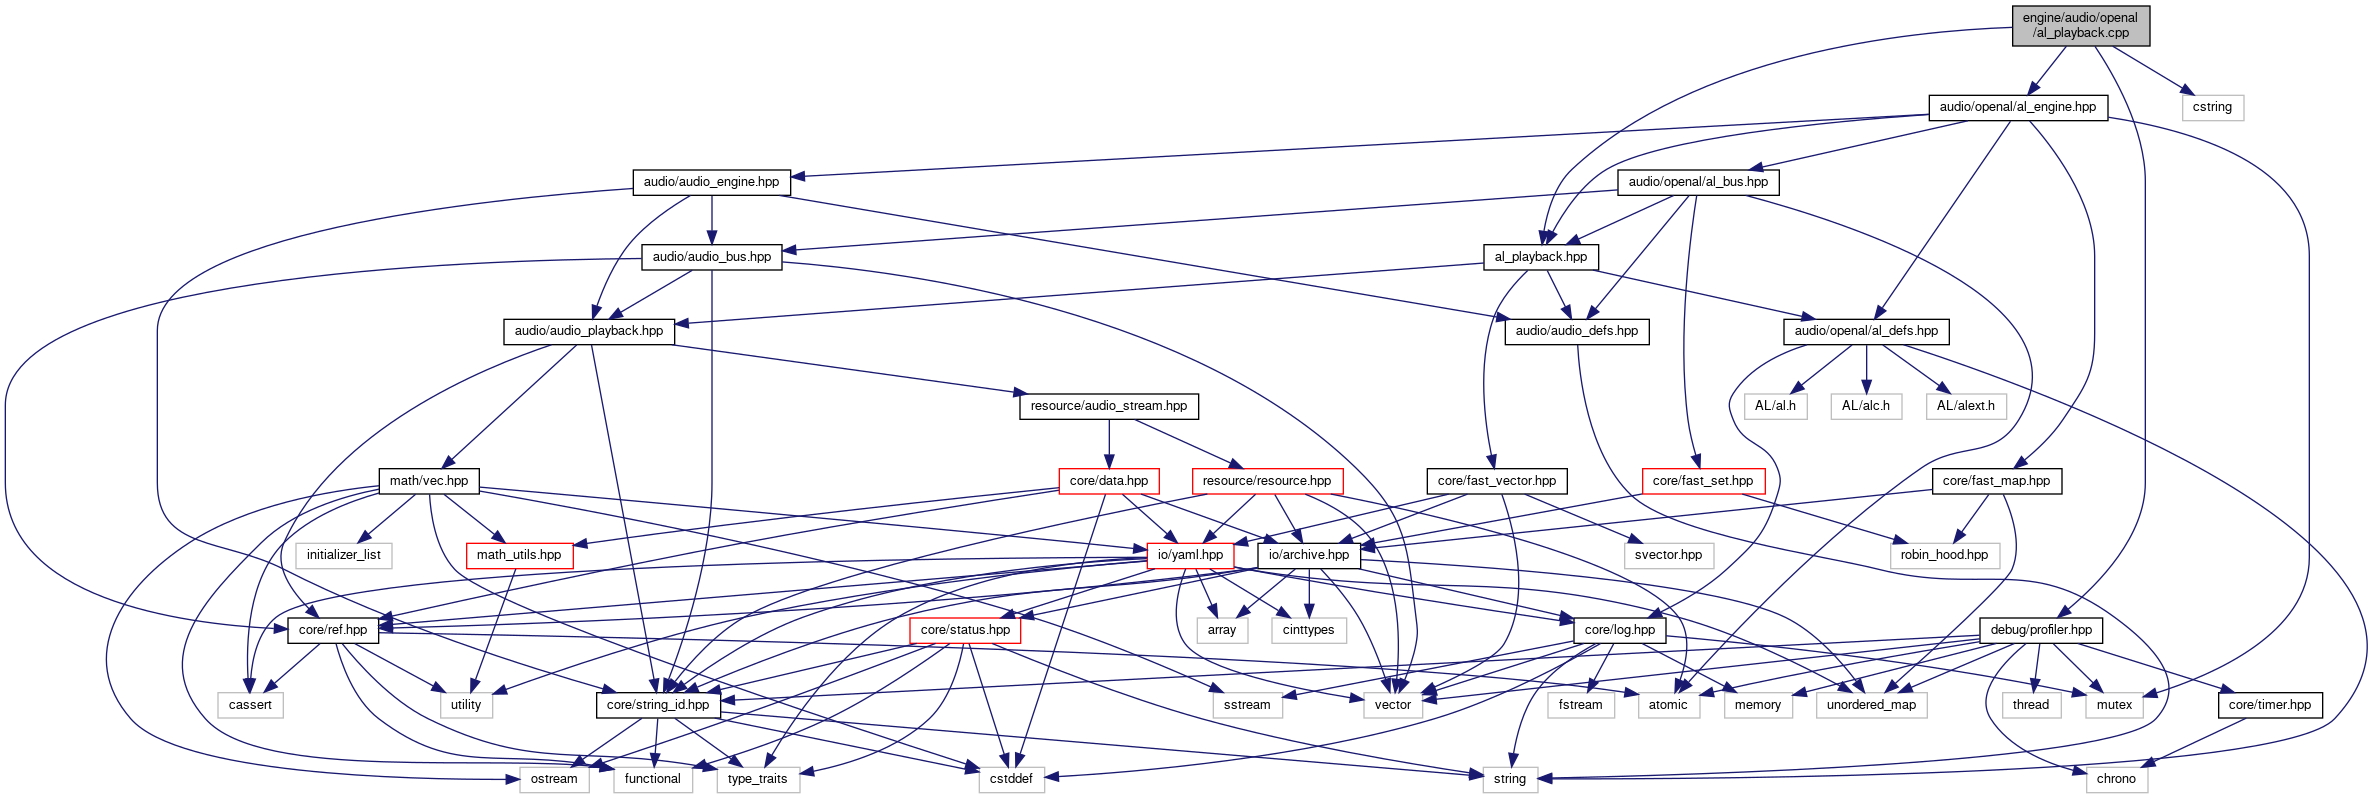 engine/audio/openal
/al_playback.cpp
audio/openal/al_engine.hpp
cstring
audio/audio_engine.hpp
audio/openal/al_bus.hpp
audio/audio_bus.hpp
al_playback.hpp
audio/audio_playback.hpp
audio/audio_defs.hpp
audio/openal/al_defs.hpp
resource/audio_stream.hpp
AL/al.h
AL/alc.h
AL/alext.h
math/vec.hpp
core/data.hpp
resource/resource.hpp
core/fast_vector.hpp
core/fast_set.hpp
core/fast_map.hpp
initializer_list
math_utils.hpp
io/yaml.hpp
io/archive.hpp
svector.hpp
robin_hood.hpp
core/ref.hpp
core/status.hpp
array
cinttypes
core/log.hpp
debug/profiler.hpp
cassert
utility
core/string_id.hpp
sstream
vector
fstream
atomic
memory
unordered_map
thread
mutex
core/timer.hpp
ostream
functional
type_traits
cstddef
string
chrono